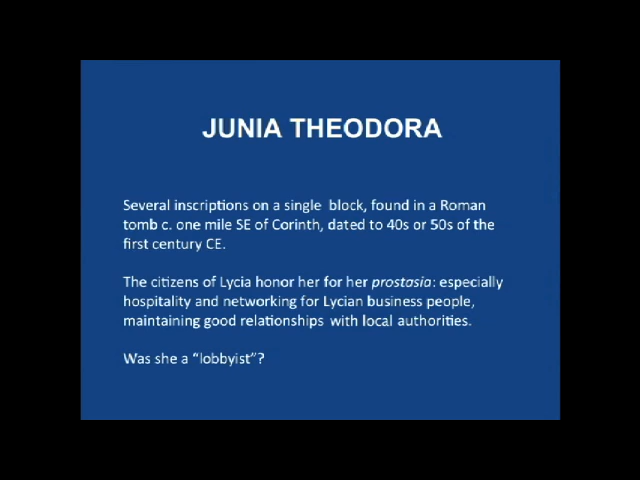 JUNIA THEODORA
Several inscriptions on a single block, found in a Roman
tomb c. one mile SE of Corinth, dated to 40s or 50s of the
first century CE.
The citizens of Lycia honor her for her prostasia: especially
hospitality and networking for Lycian business people,
maintaining good relationships with local authorities.
Was she a “lobbyist”?